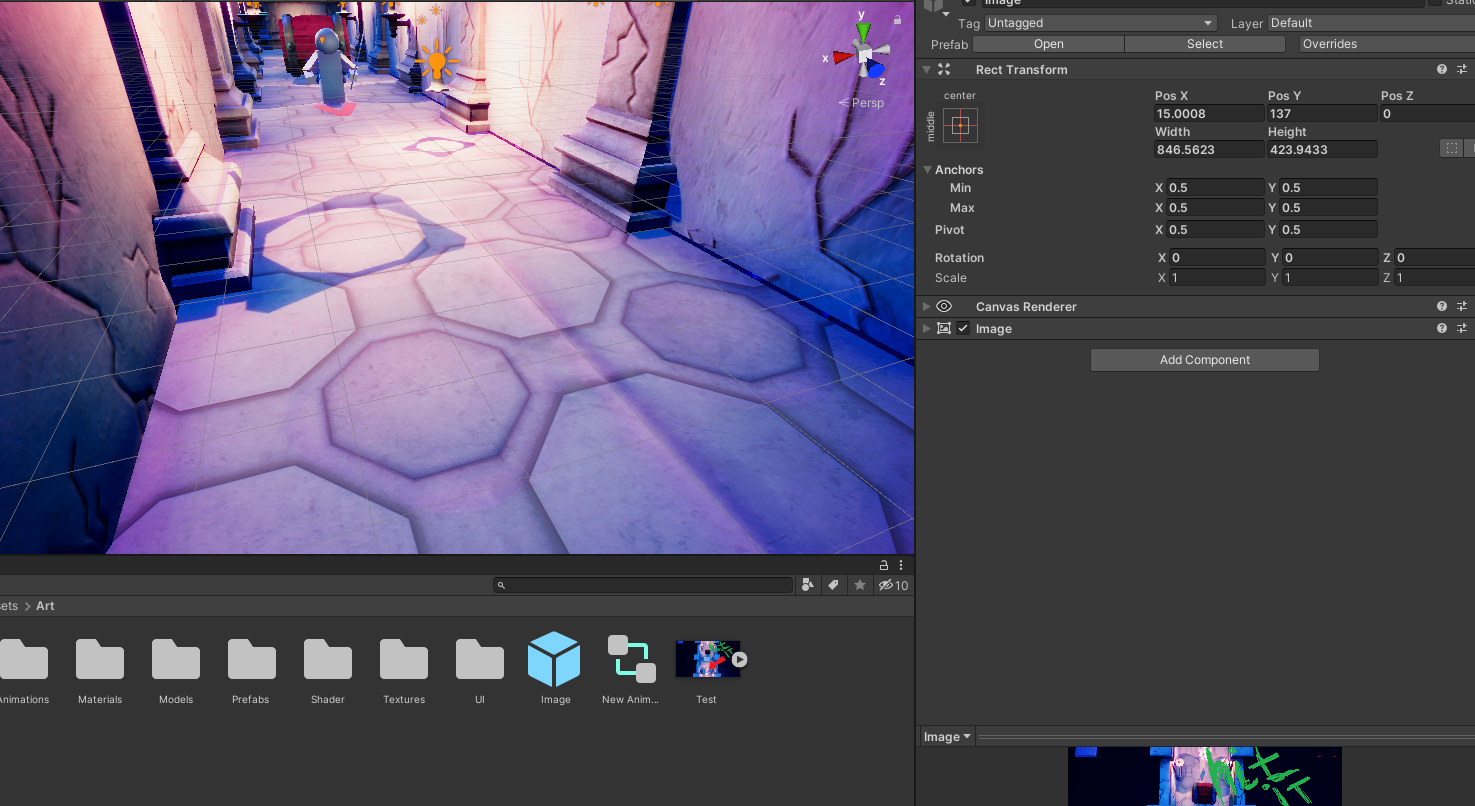 Image
Tag Untagged Layer Default
Prefab Open Select Overrides
Rect Transform
center
middle
Pos X Pos Y Pos Z
15.0008 137 0
Width Height
846.5623 423.9433
Anchors
Min X 0.5 Y 0.5
Max X 0.5 Y 0.5
Pivot X 0.5 Y 0.5
Rotation X 0 Y 0 Z 0
Scale X 1 Y 1 Z 1
Canvas Renderer
Image
Add Component
y
x
z
< Persp
10
sets > Art
Animations Materials Models Prefabs Shader Textures UI Image New Anim... Test
Image